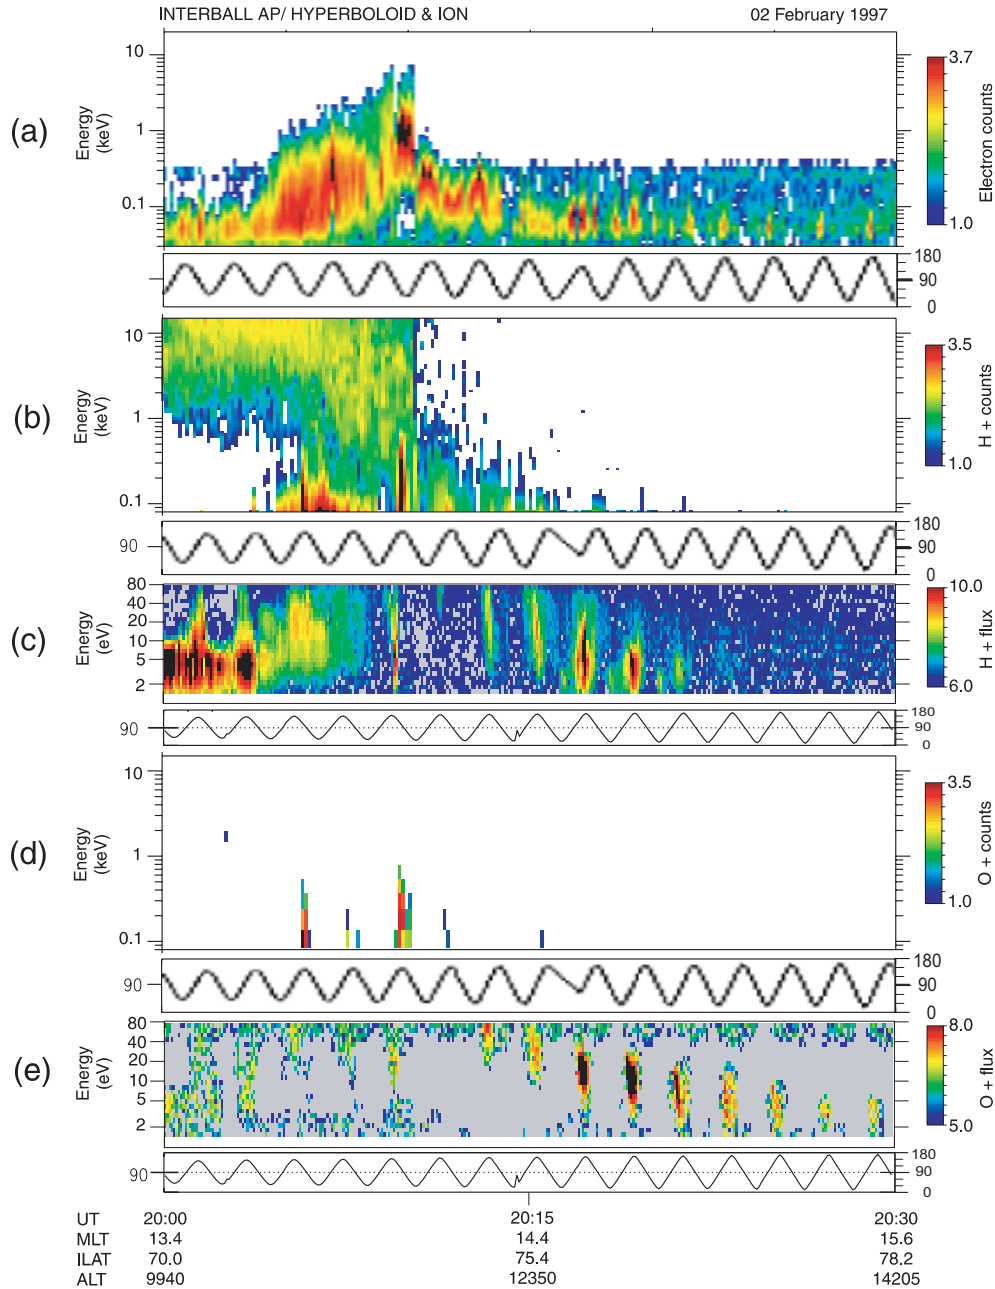 INTERBALL AP/ HYPERBOLOID & ION 02 February 1997
(a)
Energy
(keV)
10
1
0.1
3.7
1.0
Electron counts
180
90
0
(b)
Energy
(keV)
10
1
0.1
3.5
1.0
H + counts
90
180
90
0
(c)
Energy
(eV)
80
40
20
10
5
2
10.0
6.0
H + flux
90
180
90
0
(d)
Energy
(keV)
10
1
0.1
3.5
1.0
O + counts
90
180
90
0
(e)
Energy
(eV)
80
40
20
10
5
2
8.0
5.0
O + flux
90
180
90
0
UT 20:00 20:15 20:30
MLT 13.4 14.4 15.6
ILAT 70.0 75.4 78.2
ALT 9940 12350 14205